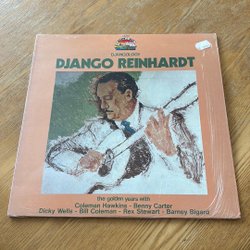 DJANGOLOGY
DJANGO REINHARDT
the golden years with
Coleman Hawkins - Benny Carter
Dicky Wells - Bill Coleman - Rex Stewart - Barney Bigard